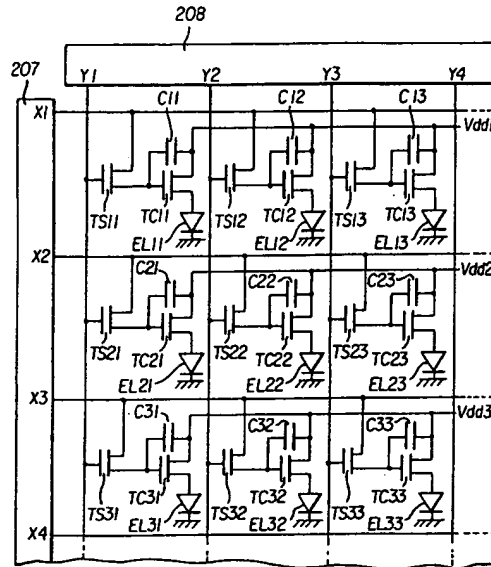 208
207
Y1 Y2 Y3 Y4
X1
C11 C12 C13
Vdd1
TS11 TC11 TS12 TC12 TS13 TC13
EL11 EL12 EL13
X2
C21 C22 C23
Vdd2
TS21 TC21 TS22 TC22 TS23 TC23
EL21 EL22 EL23
X3
C31 C32 C33
Vdd3
TS31 TC31 TS32 TC32 TS33 TC33
EL31 EL32 EL33
X4